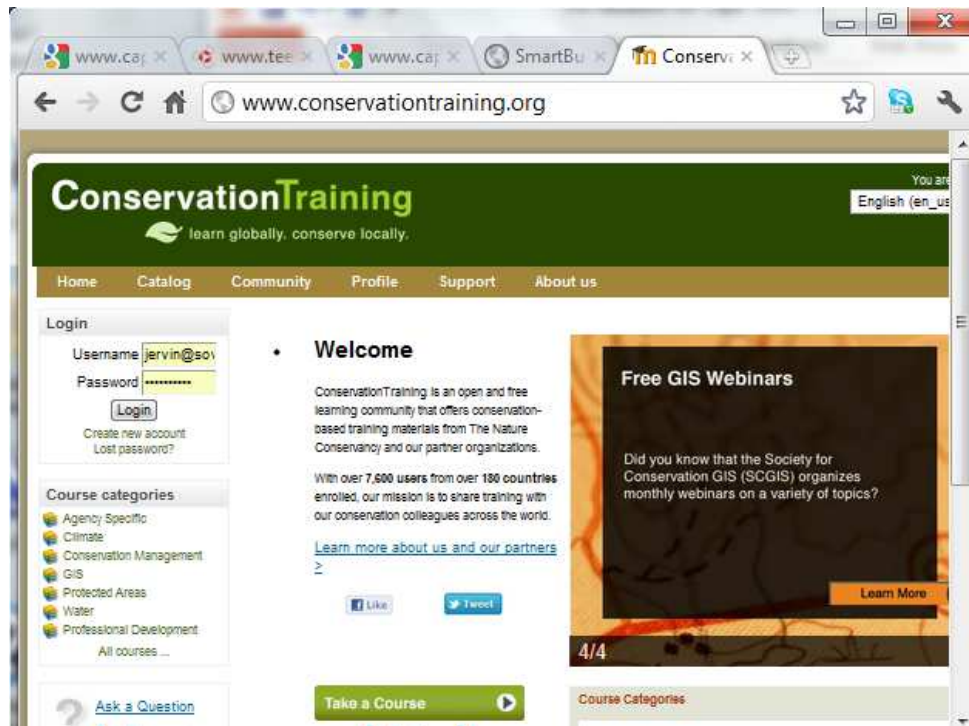 www.ca
www.tee
www.ca
SmartBu
Conserv
www.conservationtraining.org
ConservationTraining
learn globally. conserve locally.
You are
English (en_us
Home Catalog Community Profile Support About us
Login
Username jervin@sov
Password ••••••••••
Login
Create new account
Lost password?
Course categories
Agency Specific
Climate
Conservation Management
GIS
Protected Areas
Water
Professional Development
All courses ...
Ask a Question
• Welcome
ConservationTraining is an open and free
learning community that offers conservation-
based training materials from The Nature
Conservancy and our partner organizations.
With over 7,600 users from over 180 countries
enrolled, our mission is to share training with
our conservation colleagues across the world.
Learn more about us and our partners
>
Like
Tweet
Take a Course
Free GIS Webinars
Did you know that the Society for
Conservation GIS (SCGIS) organizes
monthly webinars on a variety of topics?
Learn More
4/4
Course Categories